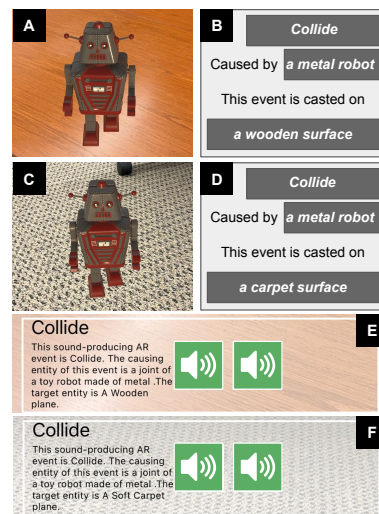 A
B
Collide
Caused by a metal robot
This event is casted on
a wooden surface
C
D
Collide
Caused by a metal robot
This event is casted on
a carpet surface
E
Collide
This sound-producing AR
event is Collide. The causing
entity of this event is a joint of
a toy robot made of metal .The
target entity is A Wooden
plane.
F
Collide
This sound-producing AR
event is Collide. The causing
entity of this event is a joint of
a toy robot made of metal .The
target entity is A Soft Carpet
plane.